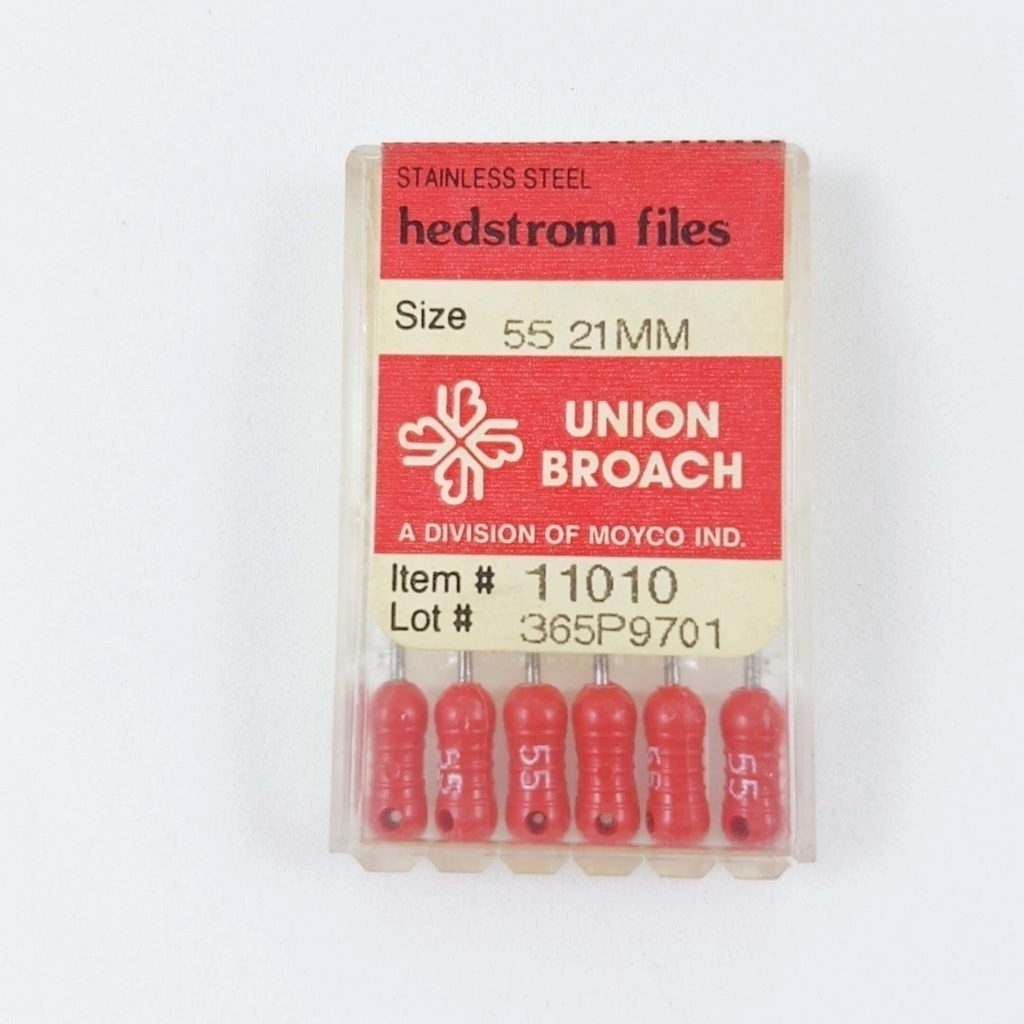 STAINLESS STEEL
hedstrom files
Size 55 21MM
UNION
BROACH
A DIVISION OF MOYCO IND.
Item # 11010
Lot # 365P9701
55 55 55 55